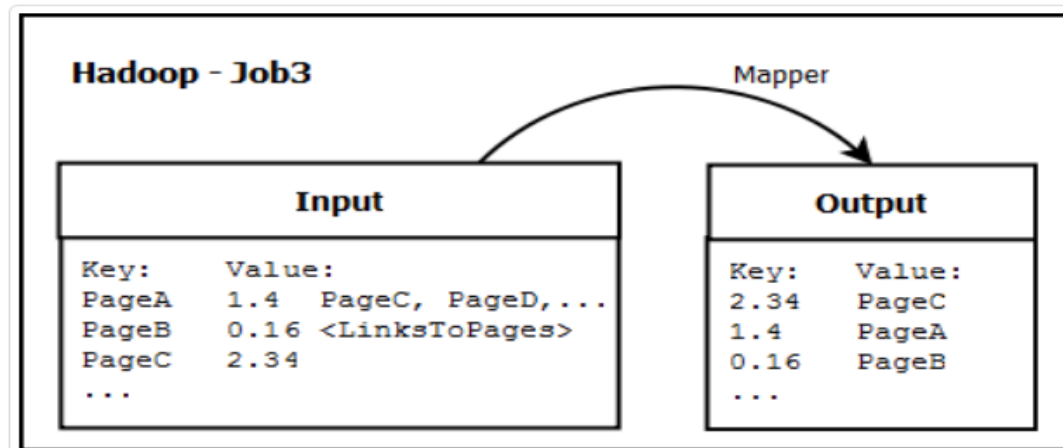 Hadoop - Job3
Mapper
Input
Key: Value:
PageA 1.4 PageC, PageD,...
PageB 0.16 <LinksToPages>
PageC 2.34
...
Output
Key: Value:
2.34 PageC
1.4 PageA
0.16 PageB
...